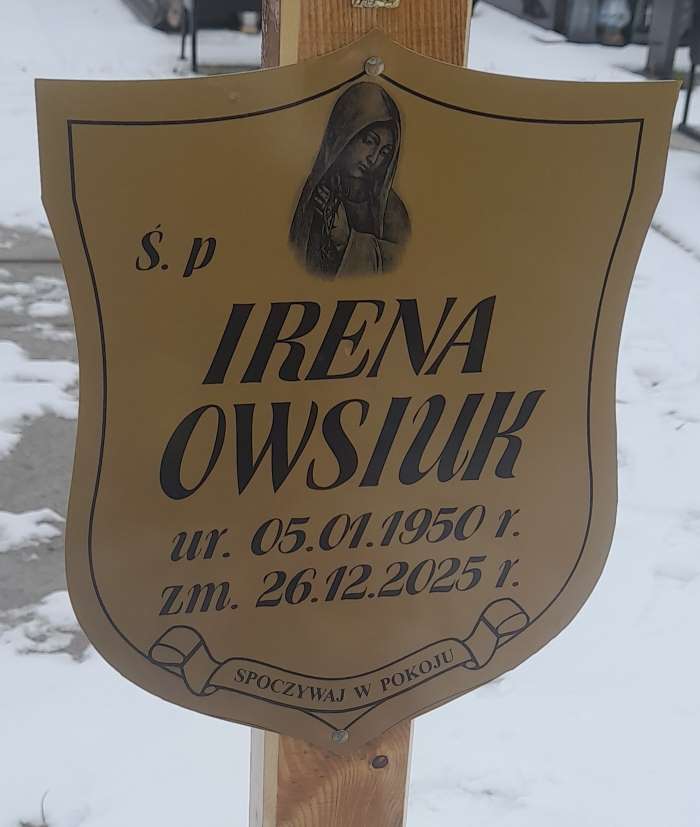 Ś. p
IRENA
OWSIUK
ur. 05.01.1950 r.
zm. 26.12.2025 r.
SPOCZYWAJ W POKOJU